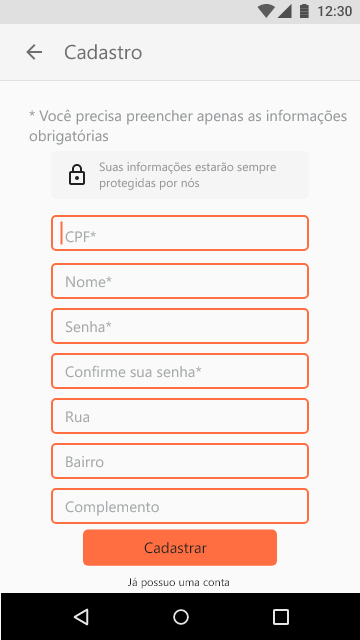 12:30
Cadastro
* Você precisa preencher apenas as informações
obrigatórias
Suas informações estarão sempre
protegidas por nós
CPF*
Nome*
Senha*
Confirme sua senha*
Rua
Bairro
Complemento
Cadastrar
Já possuo uma conta